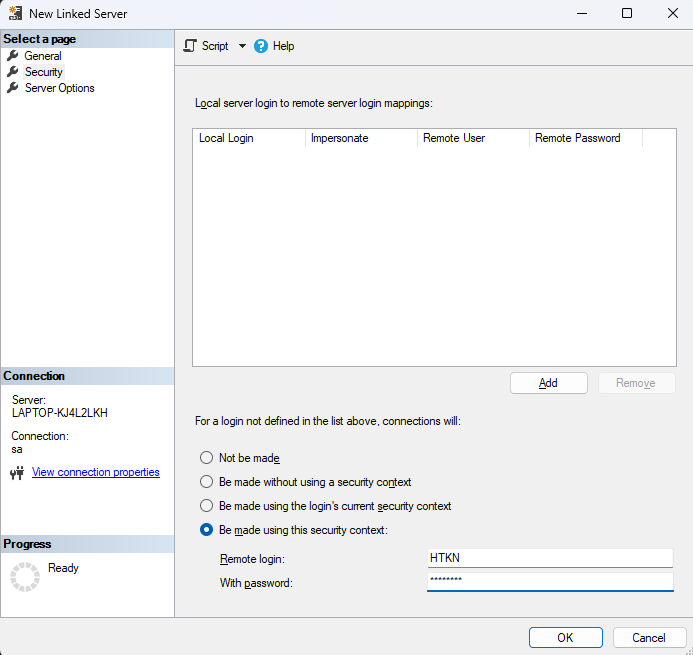 New Linked Server
Select a page
General
Security
Server Options
Script Help
Local server login to remote server login mappings:
Local Login Impersonate Remote User Remote Password
Add Remove
Connection
Server:
LAPTOP-KJ4L2LKH
Connection:
sa
View connection properties
Progress
Ready
For a login not defined in the list above, connections will:
Not be made
Be made without using a security context
Be made using the login's current security context
Be made using this security context:
Remote login: HTKN
With password: ********
OK Cancel